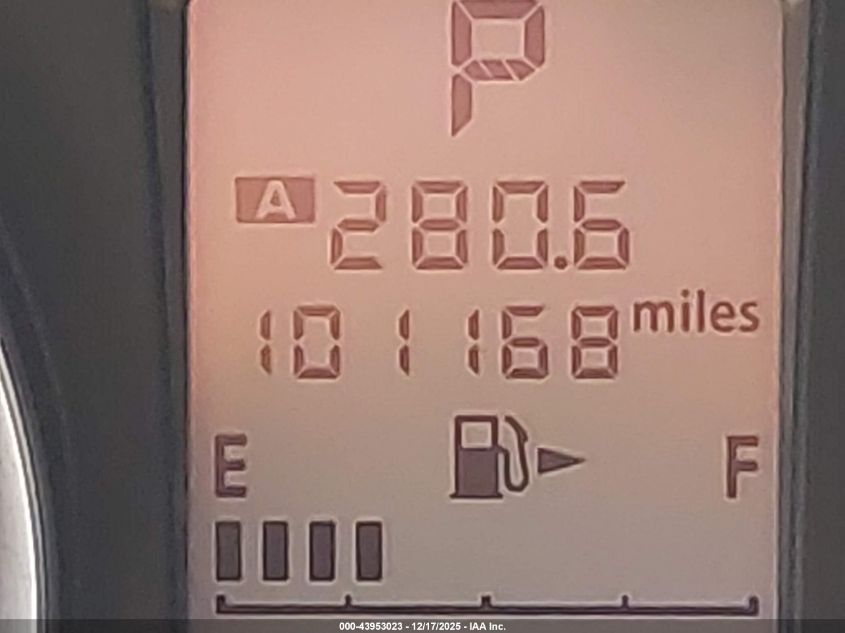 P
A 280.6
101168 miles
E F
000-43953023 - 12/17/2025 - IAA Inc.